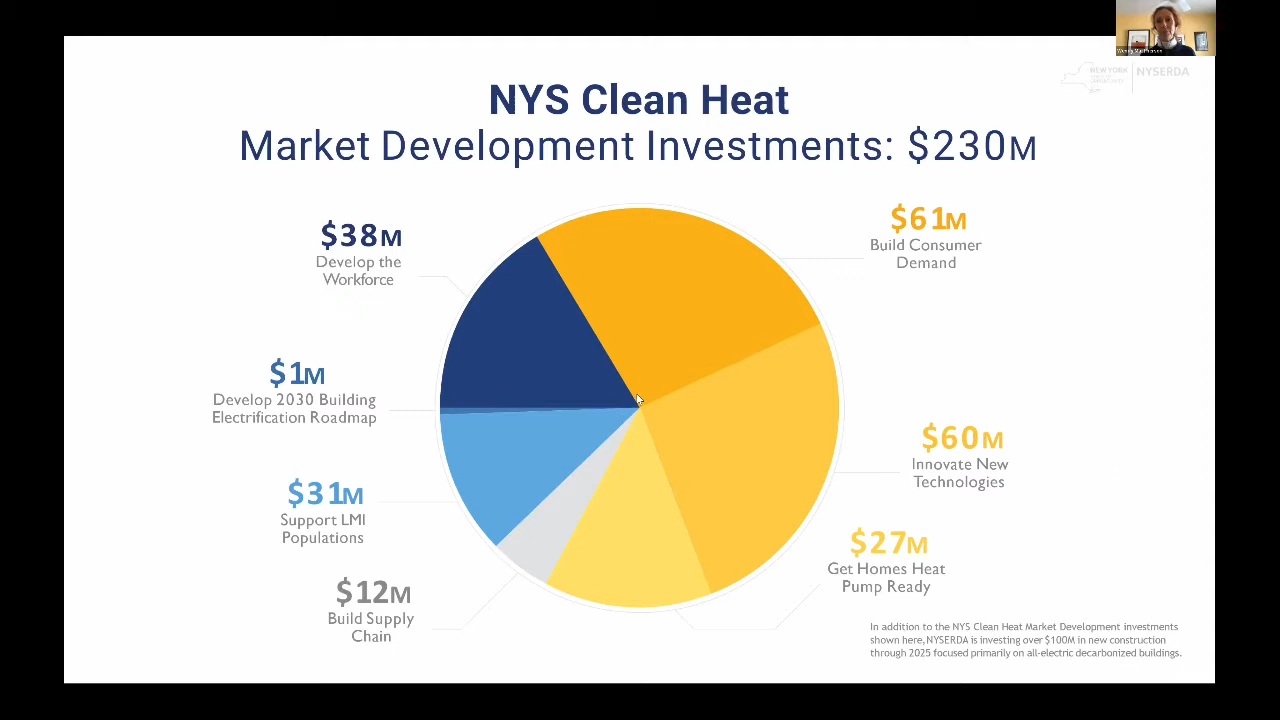 NEW YORK
NYSERDA
NYS Clean Heat
Market Development Investments: $230M
$38M
Develop the
Workforce
$61M
Build Consumer
Demand
$1M
Develop 2030 Building
Electrification Roadmap
$60M
Innovate New
Technologies
$31M
Support LMI
Populations
$27M
Get Homes Heat
Pump Ready
$12M
Build Supply
Chain
In addition to the NYS Clean Heat Market Development investments
shown here, NYSERDA is investing over $100M in new construction
through 2025 focused primarily on all-electric decarbonized buildings.